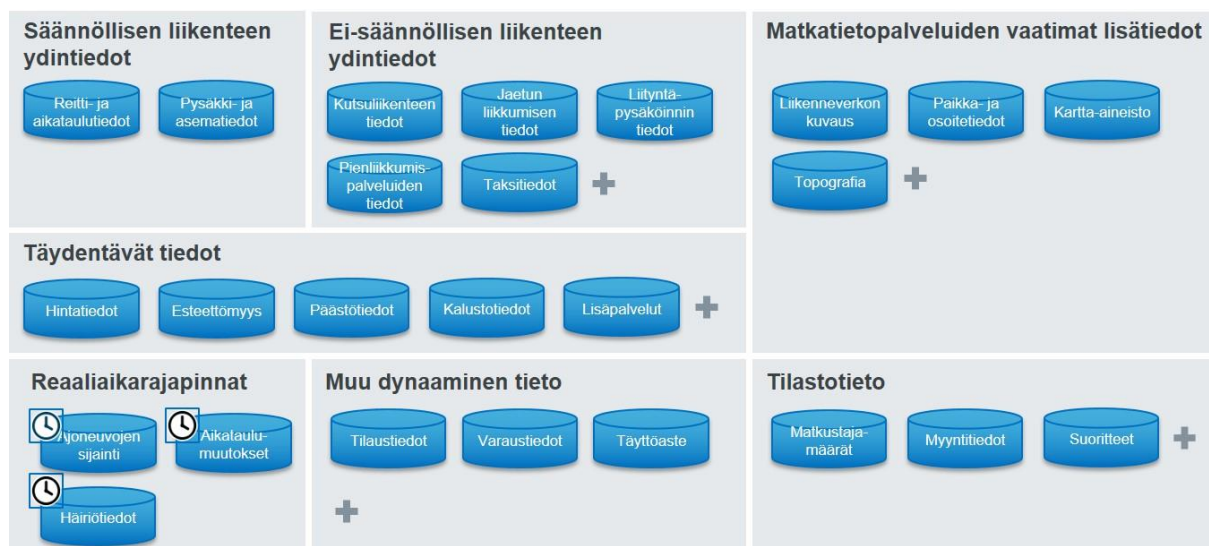 Säännöllisen liikenteen
ydintiedot
Reitti- ja
aikataulutiedot
Pysäkki- ja
asematiedot
Ei-säännöllisen liikenteen
ydintiedot
Kutsuliikenteen
tiedot
Jaetun
liikkumisen
tiedot
Liityntä-
pysäköinnin
tiedot
Pienliikkumis-
palveluiden
tiedot
Taksitiedot
Matkatietopalveluiden vaatimat lisätiedot
Liikenneverkon
kuvaus
Paikka- ja
osoitetiedot
Kartta-aineisto
Topografia
Täydentävät tiedot
Hintatiedot
Esteettömyys
Päästötiedot
Kalustotiedot
Lisäpalvelut
Reaaliaikarajapinnat
Ajoneuvojen
sijainti
Aikataulu-
muutokset
Häiriötiedot
Muu dynaaminen tieto
Tilaustiedot
Varaustiedot
Täyttöaste
Tilastotieto
Matkustaja-
määrät
Myyntitiedot
Suoritteet